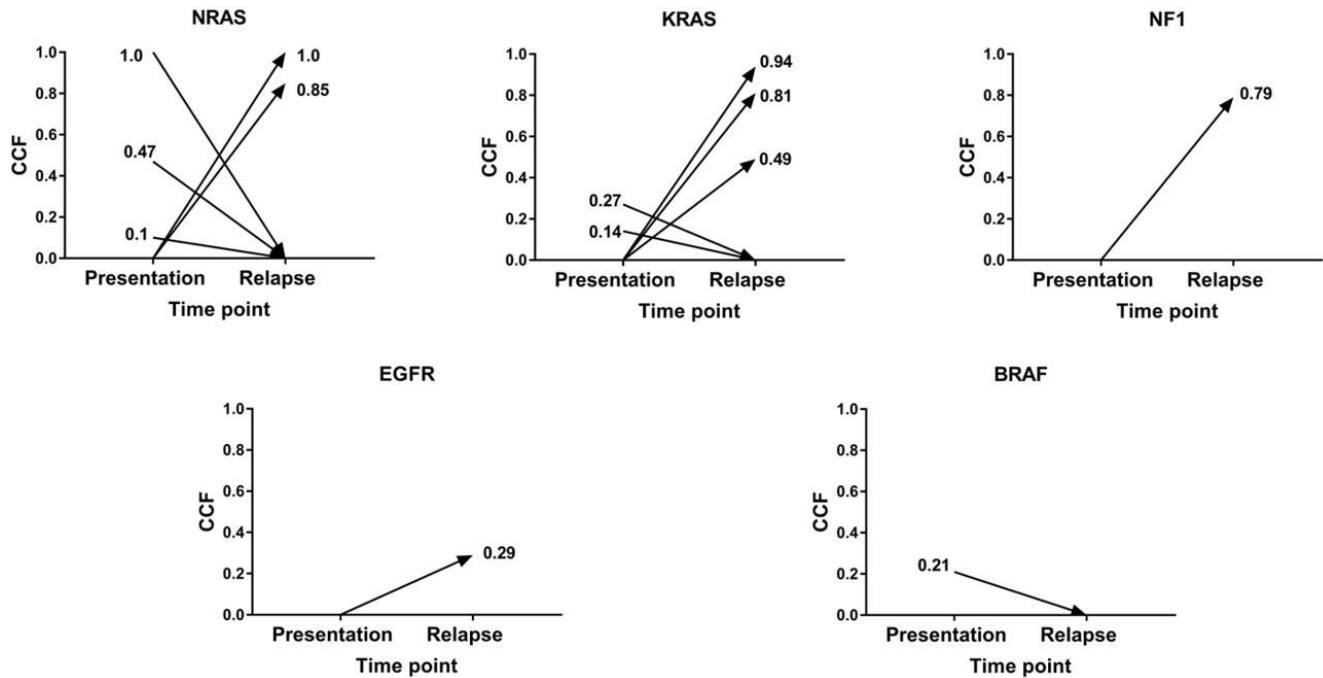 NRAS
CCF
1.0
0.8
0.6
0.4
0.2
0.0
1.0
0.47
0.1
1.0
0.85
Presentation Relapse
Time point
KRAS
CCF
1.0
0.8
0.6
0.4
0.2
0.0
0.27
0.14
0.94
0.81
0.49
Presentation Relapse
Time point
NF1
CCF
1.0
0.8
0.6
0.4
0.2
0.0
0.79
Presentation Relapse
Time point
EGFR
CCF
1.0
0.8
0.6
0.4
0.2
0.0
0.29
Presentation Relapse
Time point
BRAF
CCF
1.0
0.8
0.6
0.4
0.2
0.0
0.21
Presentation Relapse
Time point